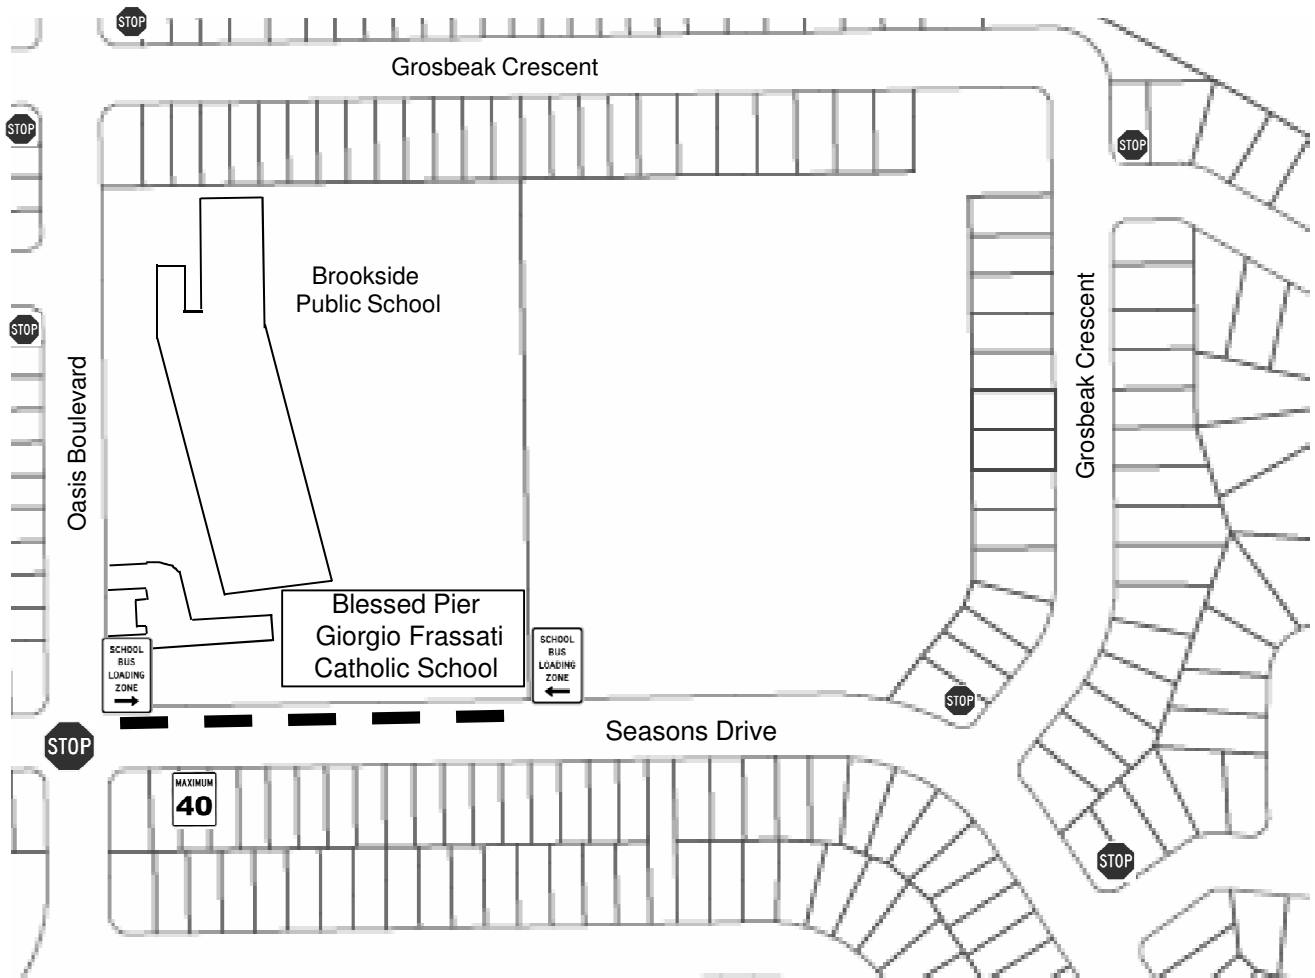 STOP
Grosbeak Crescent
STOP
STOP
Brookside
Public School
STOP
Grosbeak Crescent
Oasis Boulevard
Blessed Pier
Giorgio Frassati
Catholic School
SCHOOL
BUS
LOADING
ZONE
SCHOOL
BUS
LOADING
ZONE
STOP
Seasons Drive
STOP
MAXIMUM
40
STOP